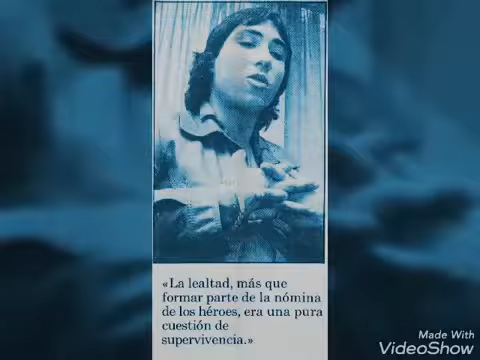 «La lealtad, más que
formar parte de la nómina
de los héroes, era una pura
cuestión de
supervivencia.»
Made With
VideoShow